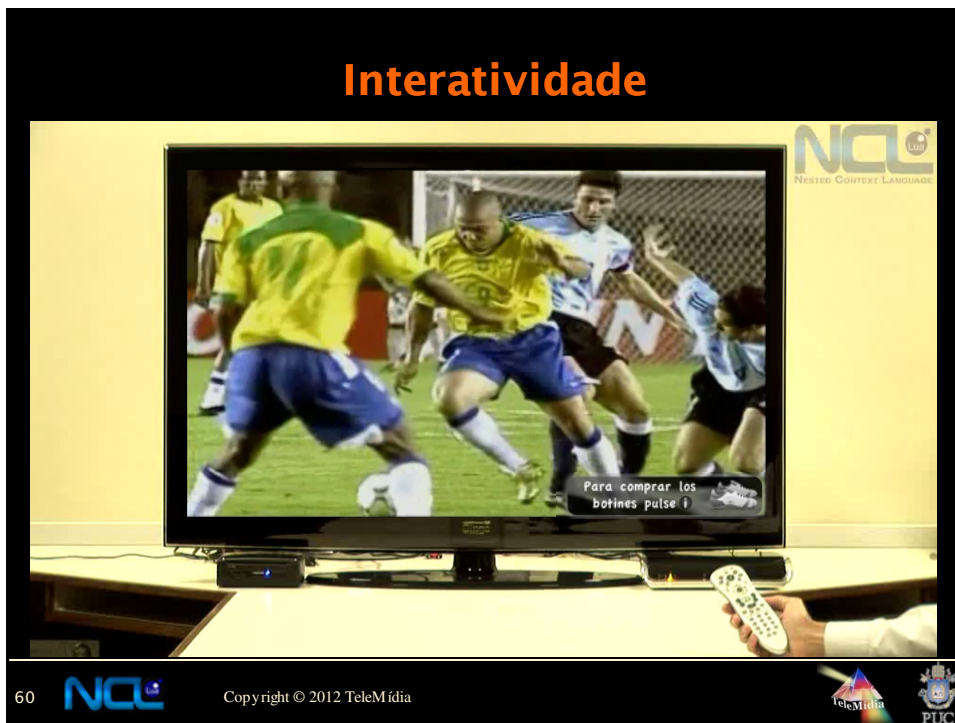 Interatividade
NCL
Lua
NESTED CONTEXT LANGUAGE
Para comprar los
botines pulse i
60
NCL
Lua
Copyright © 2012 TeleMídia
TeleMídia
PUC